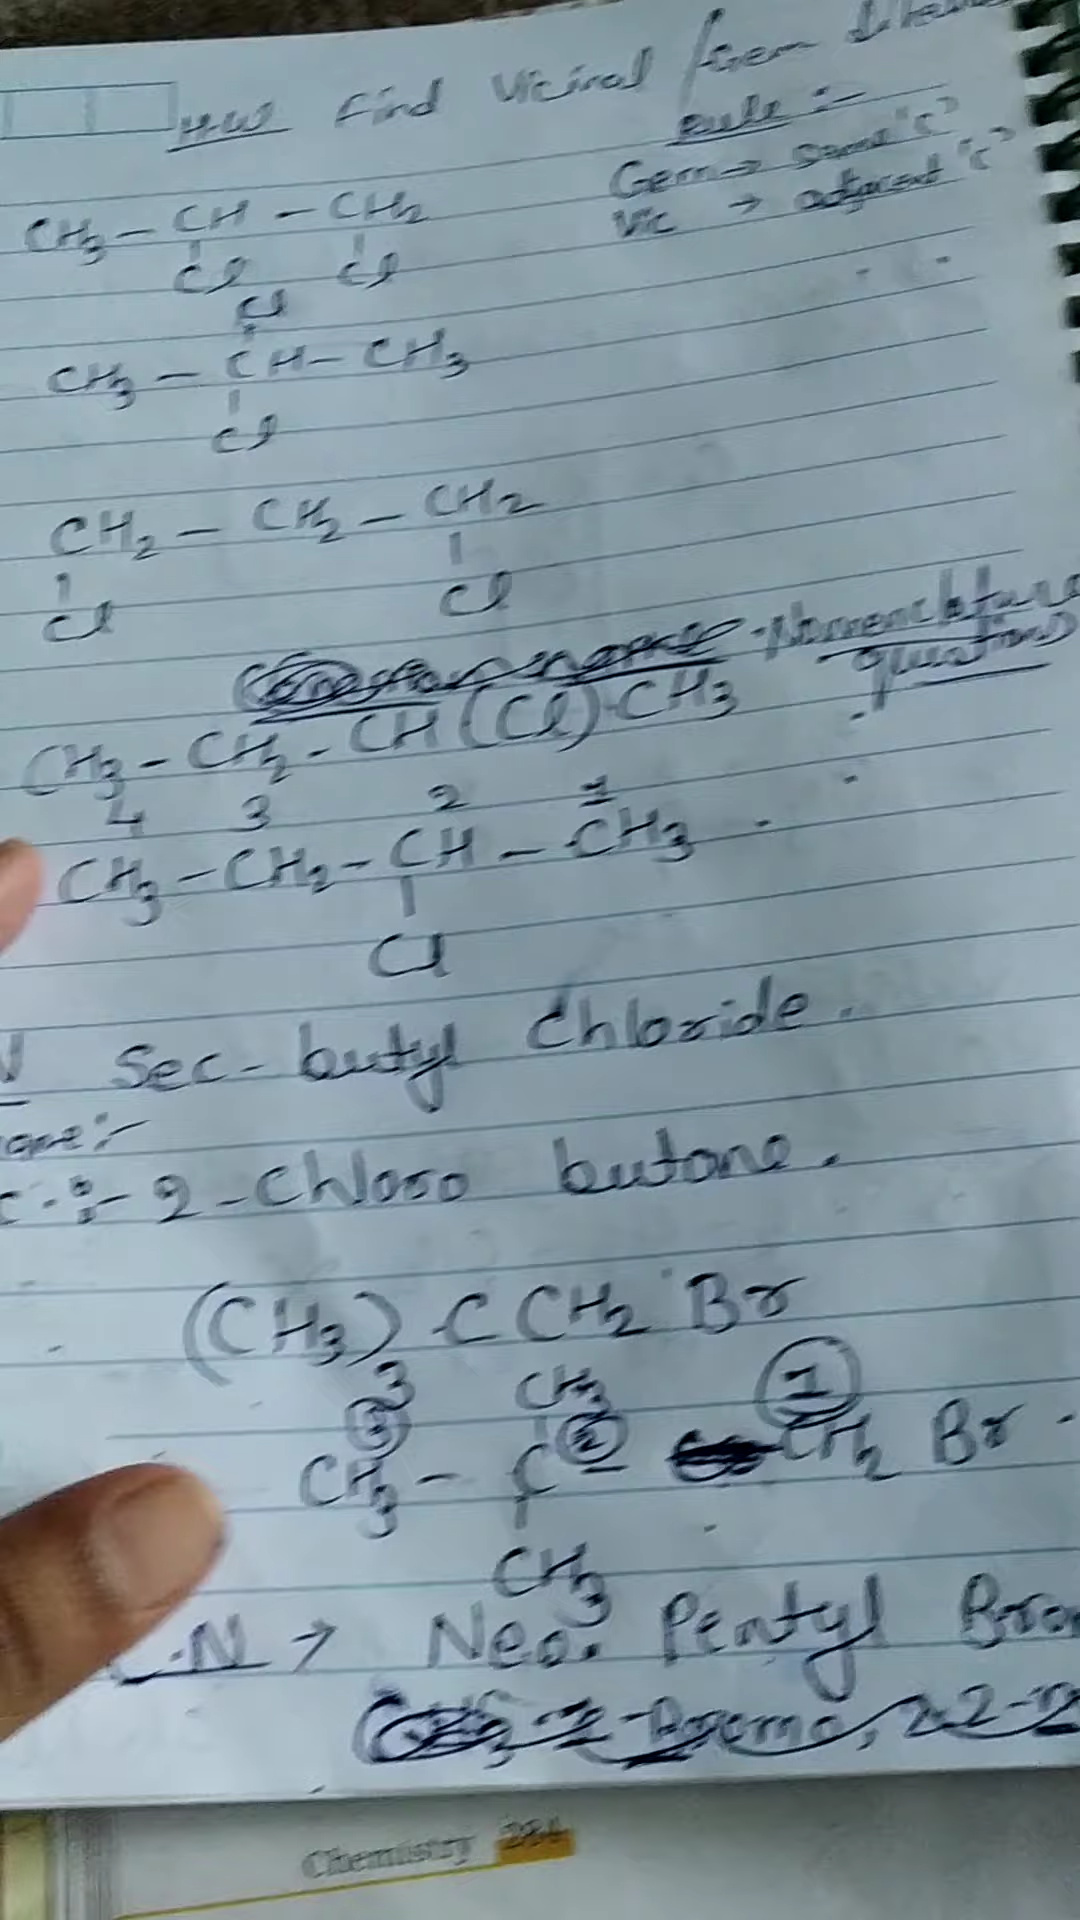 H.W Find Vicinal / Gem
Rule :-
Gem → Same 'C'
Vic → adjacent 'C'
CH3 – CH – CH2
Cl Cl
Cl
CH3 – CH – CH3
Cl
CH2 – CH2 – CH2
Cl Cl
Nomenclature
questions
CH3 – CH2 – CH(Cl) CH3
4 3 2 1
CH3 – CH2 – CH – CH3
Cl
Sec- butyl Chloride.
:- 2 - Chloro butane.
(CH3)3 C CH2 Br
3 CH3 2 1
CH3 – C CH2 Br
CH3
C.N → Neo. Pentyl
Bromo, 2,2-
Chemistry 284